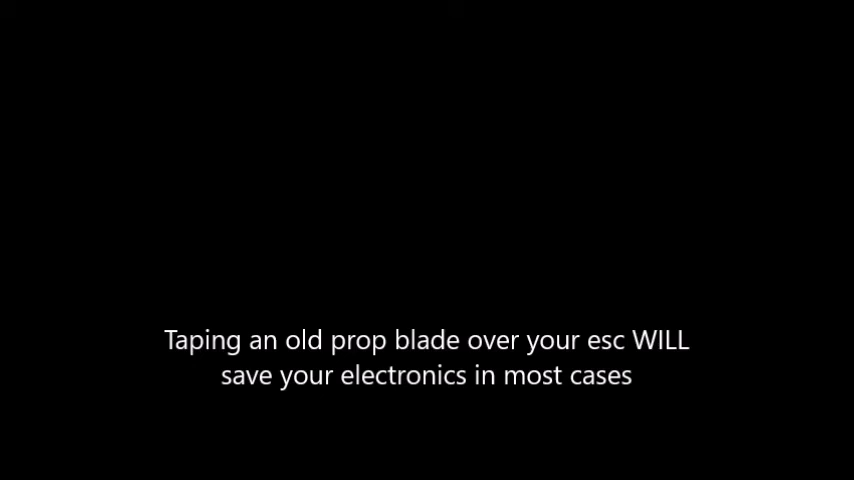 Taping an old prop blade over your esc WILL
save your electronics in most cases